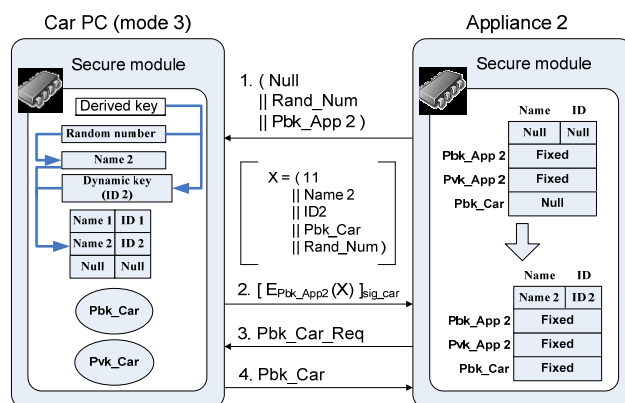 Car PC (mode 3)
Secure module
Derived key
Random number
Name 2
Dynamic key
(ID 2)
Name 1 ID 1
Name 2 ID 2
Null Null
Pbk_Car
Pvk_Car
1. ( Null
|| Rand_Num
|| Pbk_App 2 )
X = ( 11
|| Name 2
|| ID2
|| Pbk_Car
|| Rand_Num )
2. [ EPbk_App2 (X) ]sig_car
3. Pbk_Car_Req
4. Pbk_Car
Appliance 2
Secure module
Name ID
Null Null
Pbk_App 2 Fixed
Pvk_App 2 Fixed
Pbk_Car Null
Name ID
Name 2 ID 2
Pbk_App 2 Fixed
Pvk_App 2 Fixed
Pbk_Car Fixed